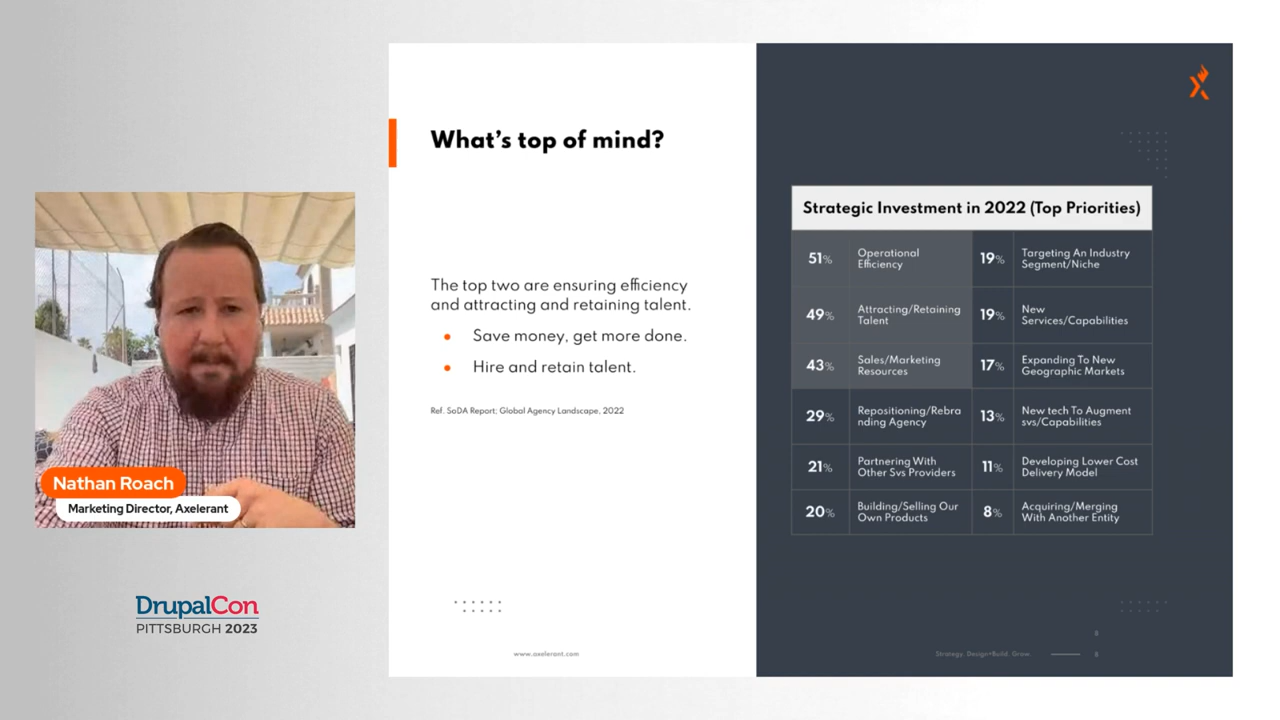 What's top of mind?
The top two are ensuring efficiency
and attracting and retaining talent.
• Save money, get more done.
• Hire and retain talent.
Ref. SoDA Report: Global Agency Landscape, 2022
www.axelerant.com
Strategic Investment in 2022 (Top Priorities)
51% Operational
Efficiency
19% Targeting An Industry
Segment/Niche
49% Attracting/Retaining
Talent
19% New
Services/Capabilities
43% Sales/Marketing
Resources
17% Expanding To New
Geographic Markets
29% Repositioning/Rebra
nding Agency
13% New tech To Augment
svs/Capabilities
21% Partnering With
Other Svs Providers
11% Developing Lower Cost
Delivery Model
20% Building/Selling Our
Own Products
8% Acquiring/Merging
With Another Entity
Nathan Roach
Marketing Director, Axelerant
DrupalCon
PITTSBURGH 2023
Strategy. Design+Build. Grow.